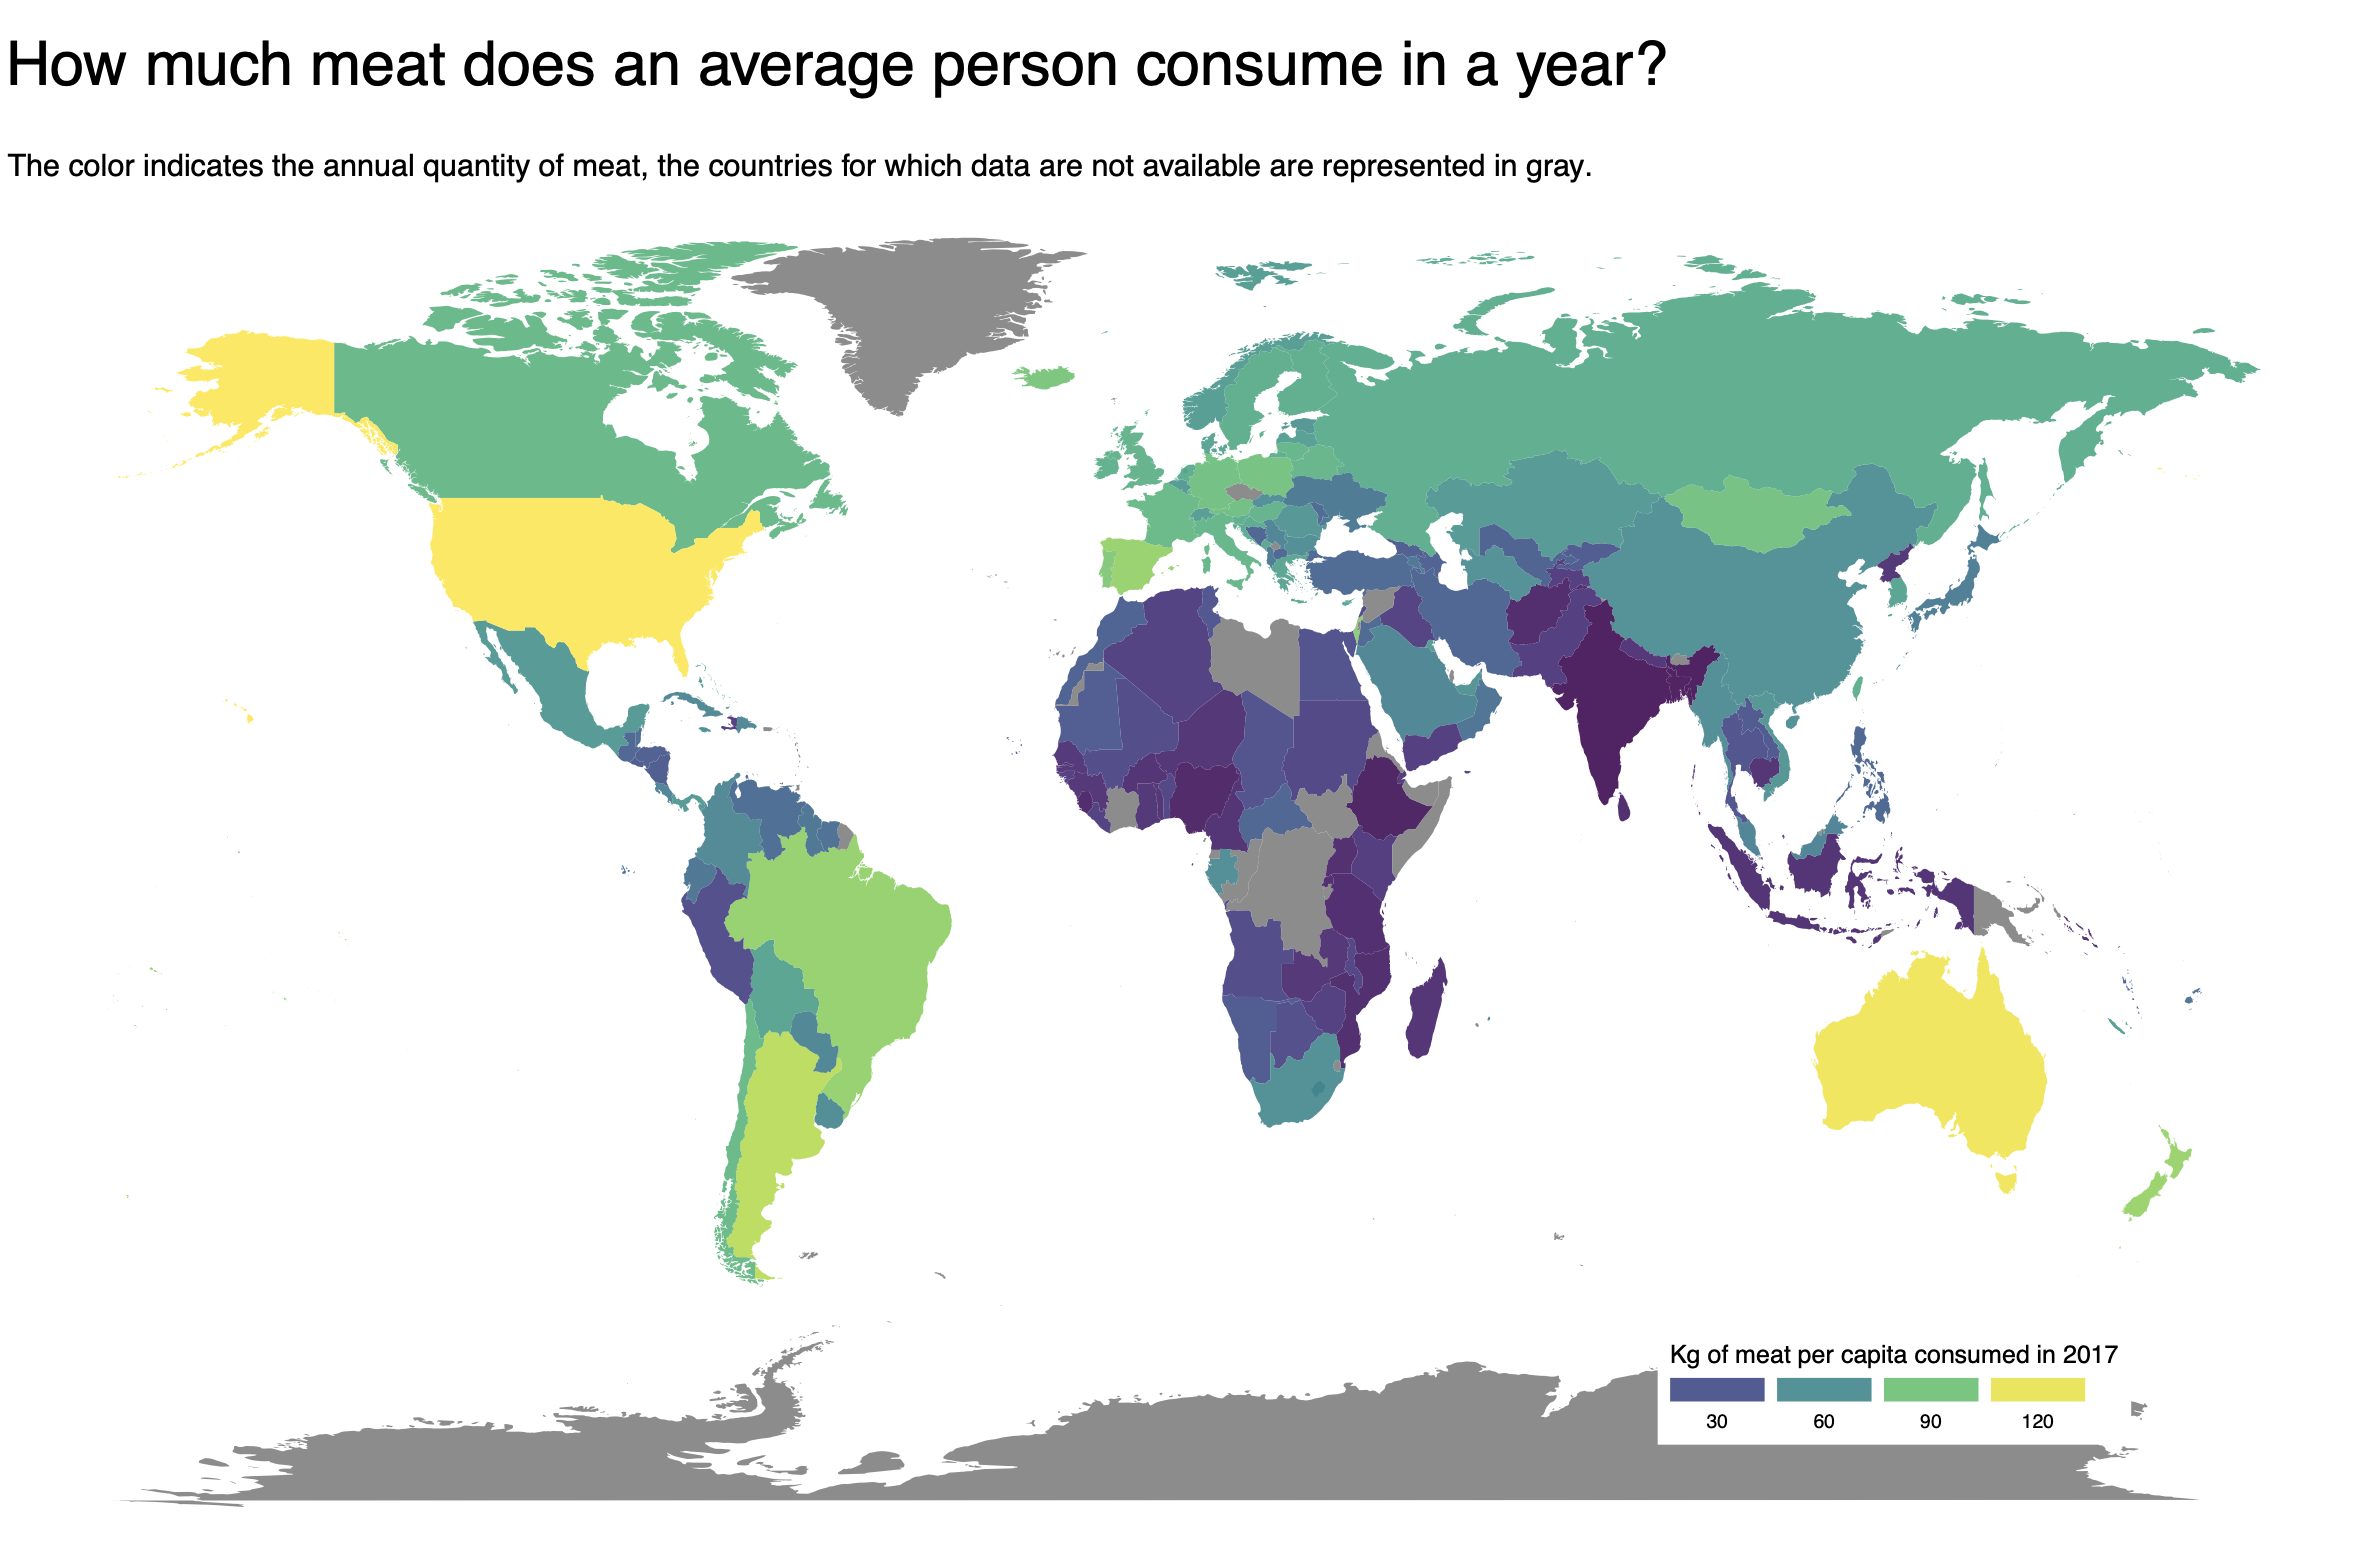 How much meat does an average person consume in a year?
The color indicates the annual quantity of meat, the countries for which data are not available are represented in gray.
Kg of meat per capita consumed in 2017
30 60 90 120